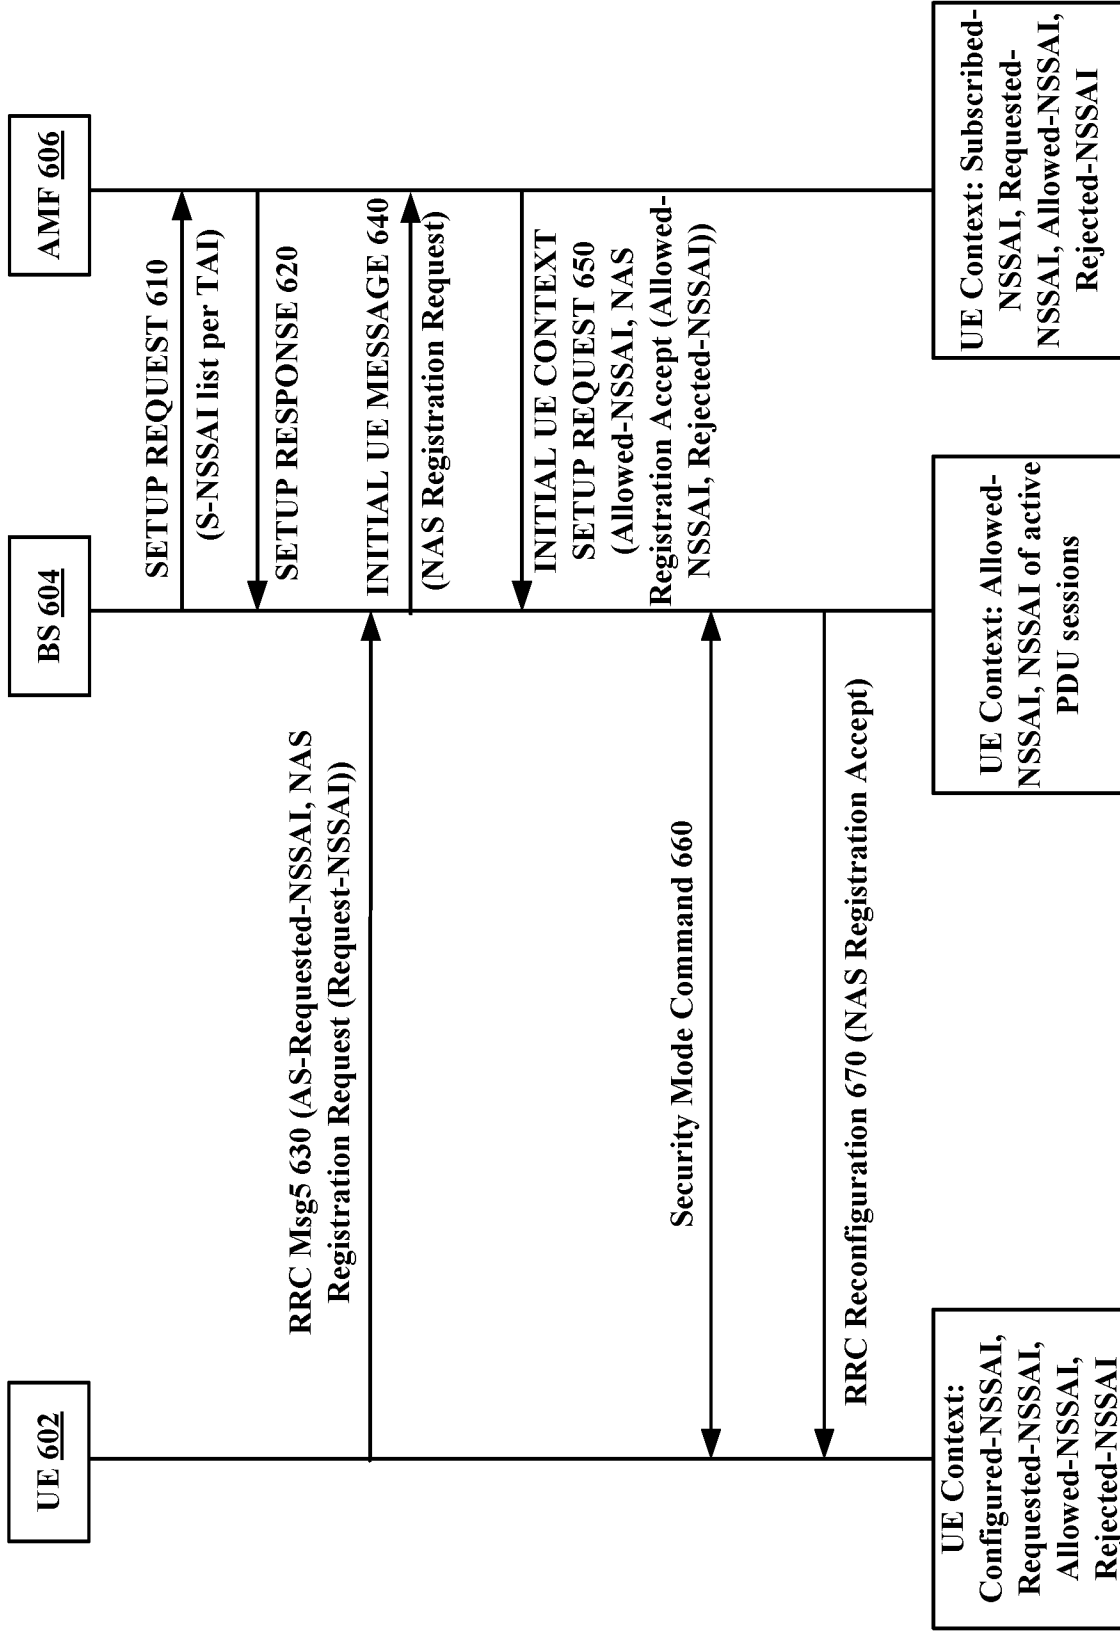 UE 602
BS 604
AMF 606
SETUP REQUEST 610
(S-NSSAI list per TAI)
SETUP RESPONSE 620
RRC Msg5 630 (AS-Requested-NSSAI, NAS
Registration Request (Request-NSSAI))
INITIAL UE MESSAGE 640
(NAS Registration Request)
INITIAL UE CONTEXT
SETUP REQUEST 650
(Allowed-NSSAI, NAS
Registration Accept (Allowed-
NSSAI, Rejected-NSSAI))
Security Mode Command 660
RRC Reconfiguration 670 (NAS Registration Accept)
UE Context:
Configured-NSSAI,
Requested-NSSAI,
Allowed-NSSAI,
Rejected-NSSAI
UE Context: Allowed-
NSSAI, NSSAI of active
PDU sessions
UE Context: Subscribed-
NSSAI, Requested-
NSSAI, Allowed-NSSAI,
Rejected-NSSAI